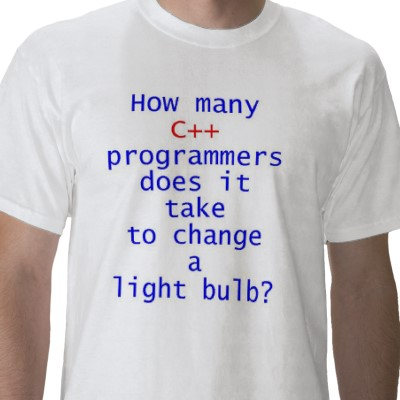 How many
C++
programmers
does it
take
to change
a
light bulb?